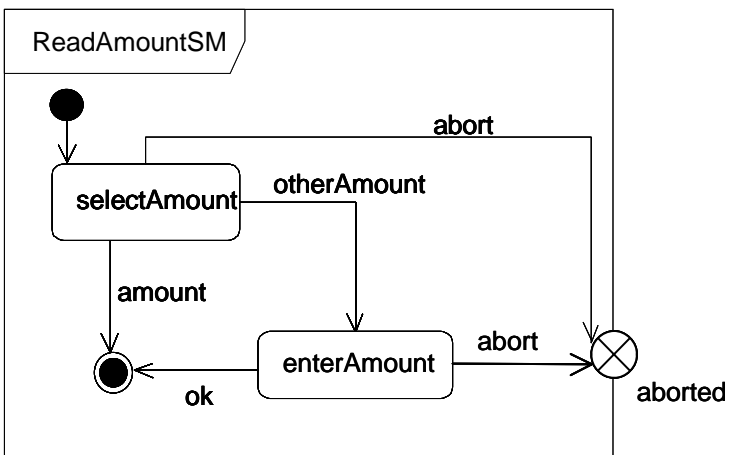 ReadAmountSM
abort
selectAmount
otherAmount
amount
enterAmount
abort
ok
aborted